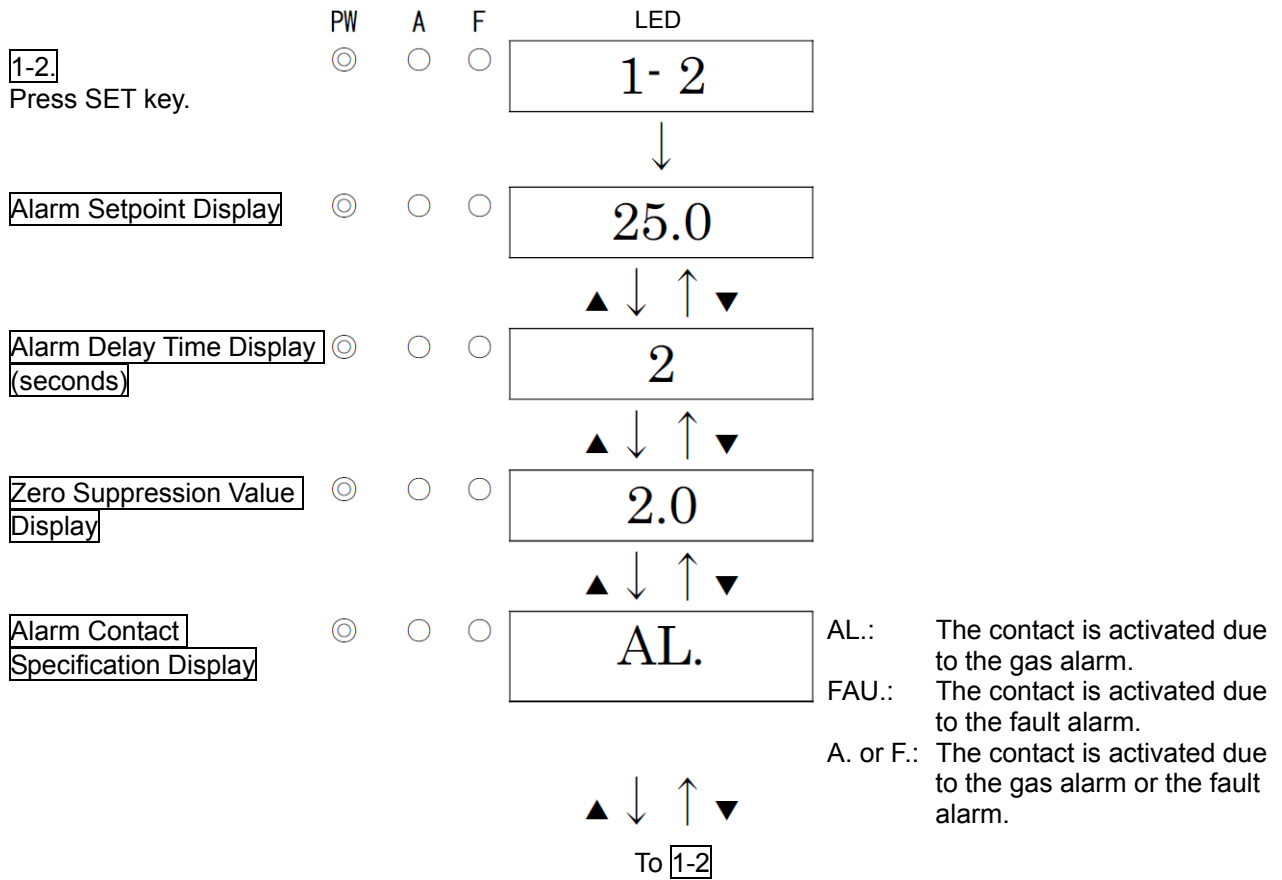 PW A F LED
1-2.
Press SET key.
◎ ○ ○ 1- 2
↓
Alarm Setpoint Display ◎ ○ ○ 25.0
▲ ↓ ↑ ▼
Alarm Delay Time Display
(seconds)
◎ ○ ○ 2
▲ ↓ ↑ ▼
Zero Suppression Value
Display
◎ ○ ○ 2.0
▲ ↓ ↑ ▼
Alarm Contact
Specification Display
◎ ○ ○ AL.
AL.: The contact is activated due
to the gas alarm.
FAU.: The contact is activated due
to the fault alarm.
A. or F.: The contact is activated due
to the gas alarm or the fault
alarm.
▲ ↓ ↑ ▼
To 1-2